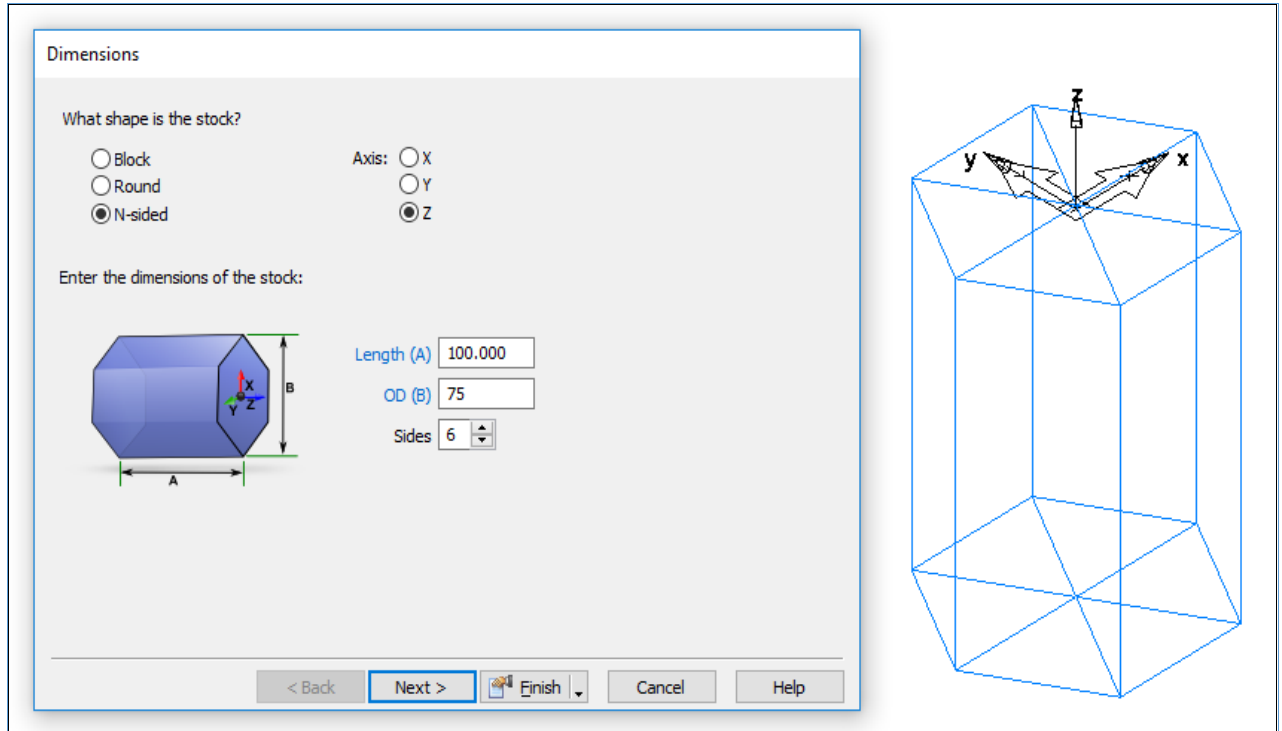 Dimensions
What shape is the stock?
Block
Axis: X
Round
Y
N-sided
Z
Enter the dimensions of the stock:
X
Y Z
B
A
Length (A) 100.000
OD (B) 75
Sides 6
< Back Next > Finish Cancel Help
z
y x